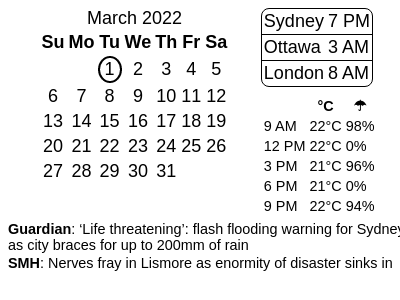 March 2022
Su Mo Tu We Th Fr Sa
1 2 3 4 5
6 7 8 9 10 11 12
13 14 15 16 17 18 19
20 21 22 23 24 25 26
27 28 29 30 31
Sydney 7 PM
Ottawa 3 AM
London 8 AM
°C ☂
9 AM 22°C 98%
12 PM 22°C 0%
3 PM 21°C 96%
6 PM 21°C 0%
9 PM 22°C 94%
Guardian: ‘Life threatening’: flash flooding warning for Sydney
as city braces for up to 200mm of rain
SMH: Nerves fray in Lismore as enormity of disaster sinks in